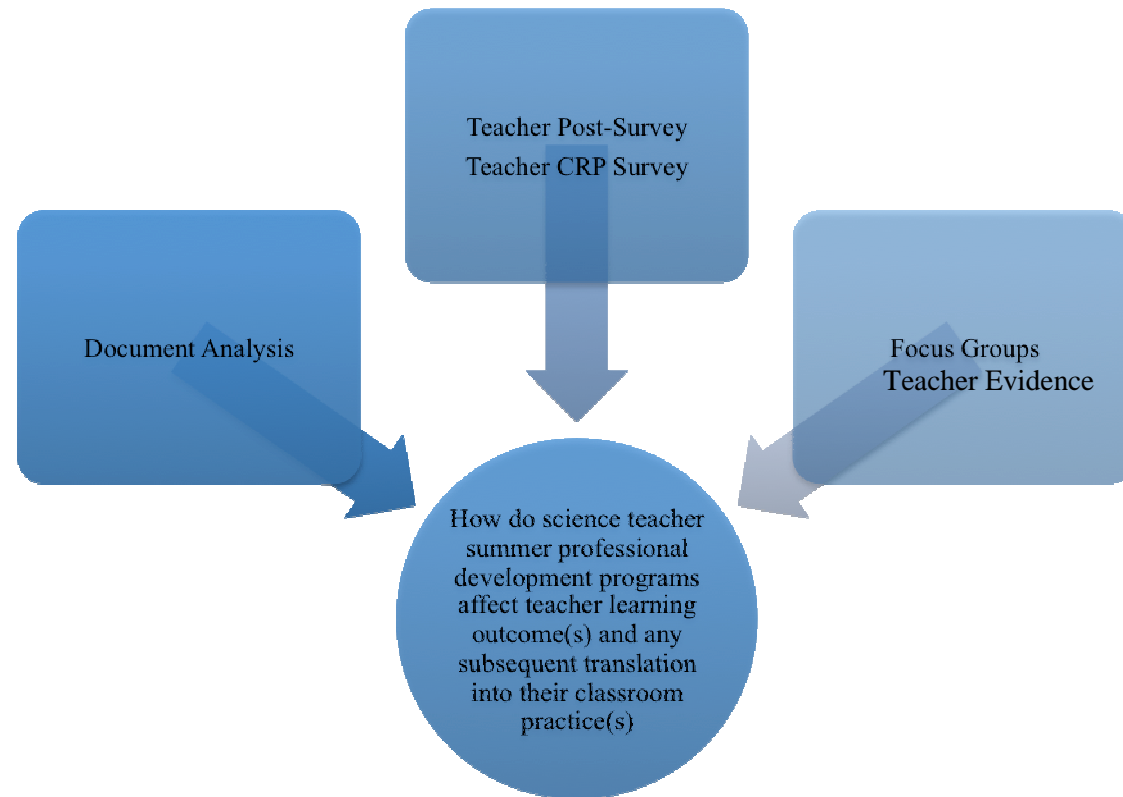 Teacher Post-Survey
Teacher CRP Survey
Document Analysis
Focus Groups
Teacher Evidence
How do science teacher
summer professional
development programs
affect teacher learning
outcome(s) and any
subsequent translation
into their classroom
practice(s)